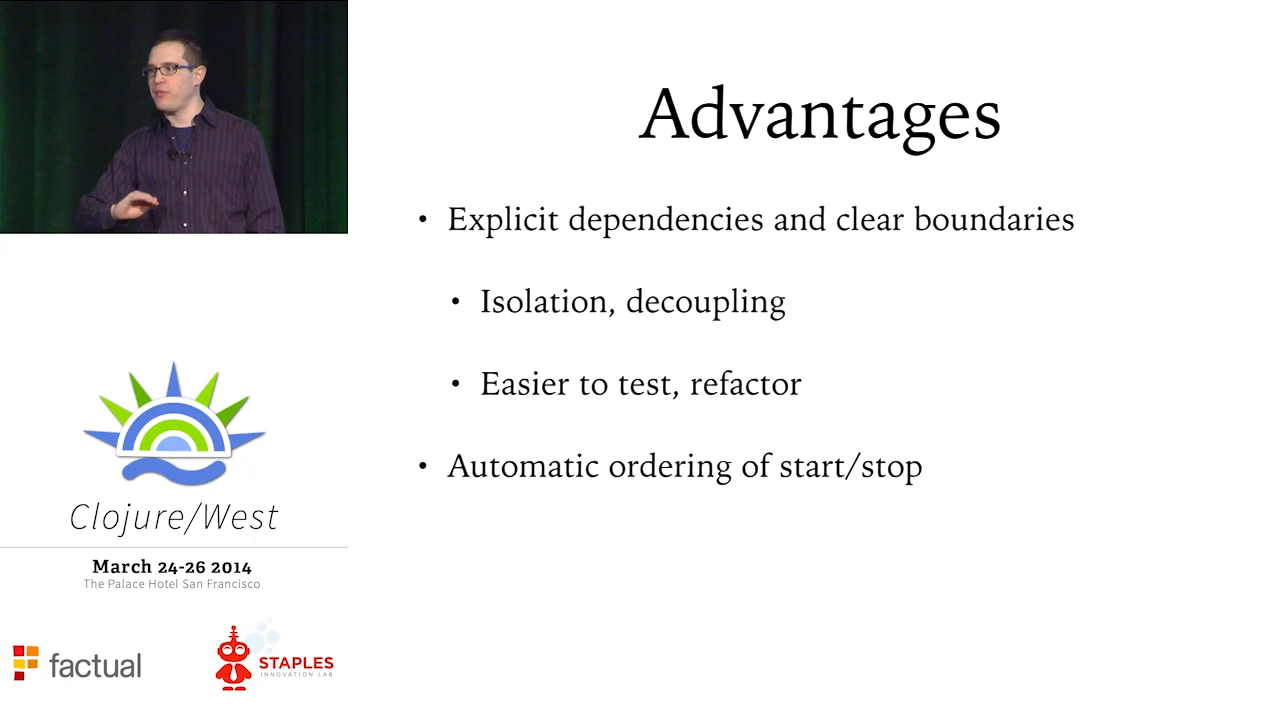 Advantages
• Explicit dependencies and clear boundaries
• Isolation, decoupling
• Easier to test, refactor
• Automatic ordering of start/stop
Clojure/West
March 24-26 2014
The Palace Hotel San Francisco
factual
STAPLES
INNOVATION LAB